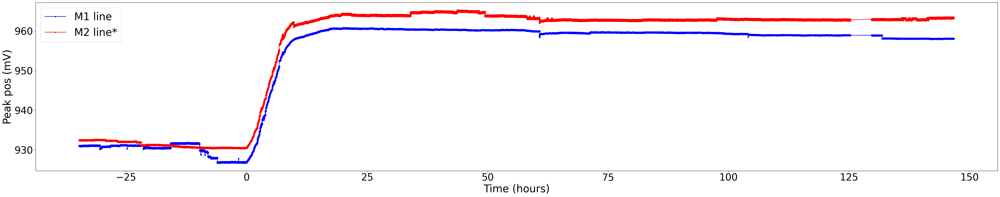 M1 line
M2 line*
Peak pos (mV)
960
950
940
930
−25 0 25 50 75 100 125 150
Time (hours)